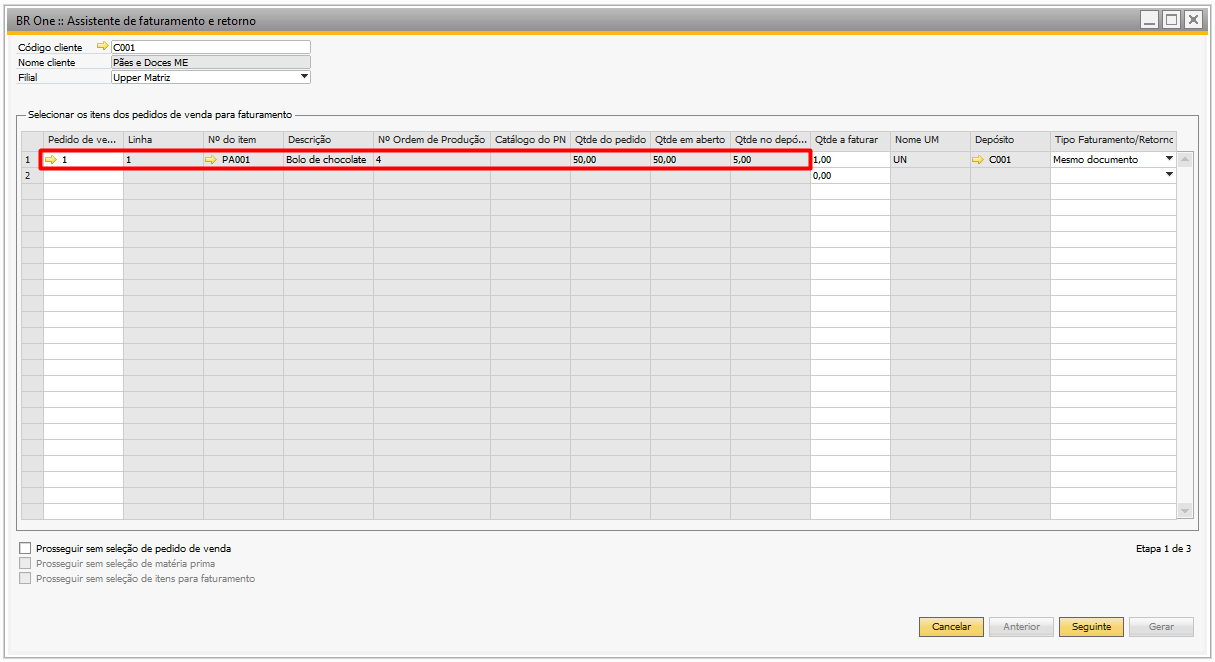 BR One :: Assistente de faturamento e retorno
Código cliente C001
Nome cliente Pães e Doces ME
Filial Upper Matriz
Selecionar os itens dos pedidos de venda para faturamento
Pedido de ve... Linha Nº do item Descrição Nº Ordem de Produção Catálogo do PN Qtde do pedido Qtde em aberto Qtde no depó... Qtde a faturar Nome UM Depósito Tipo Faturamento/Retorno
1 1 1 PA001 Bolo de chocolate 4 50,00 50,00 5,00 1,00 UN C001 Mesmo documento
2 0,00
Prosseguir sem seleção de pedido de venda Etapa 1 de 3
Prosseguir sem seleção de matéria prima
Prosseguir sem seleção de itens para faturamento
Cancelar Anterior Seguinte Gerar